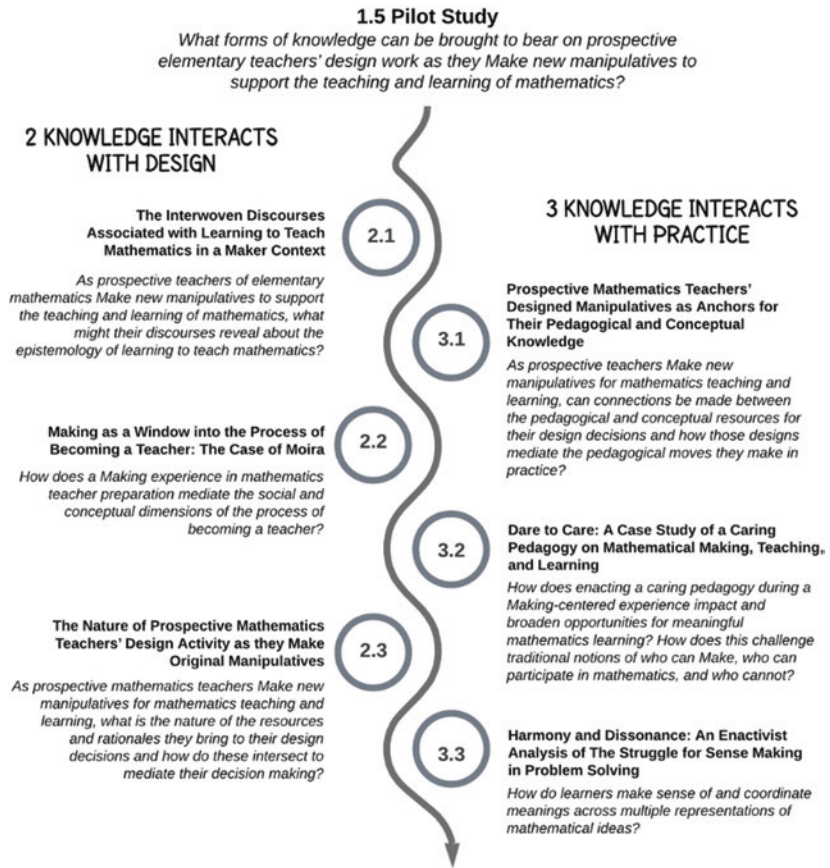 1.5 Pilot Study
What forms of knowledge can be brought to bear on prospective
elementary teachers' design work as they Make new manipulatives to
support the teaching and learning of mathematics?
2 KNOWLEDGE INTERACTS
WITH DESIGN
The Interwoven Discourses
Associated with Learning to Teach
Mathematics in a Maker Context
2.1
As prospective teachers of elementary
mathematics Make new manipulatives to support
the teaching and learning of mathematics, what
might their discourses reveal about the
epistemology of learning to teach mathematics?
Making as a Window into the Process of
Becoming a Teacher: The Case of Moira
2.2
How does a Making experience in mathematics
teacher preparation mediate the social and
conceptual dimensions of the process of
becoming a teacher?
The Nature of Prospective Mathematics
Teachers' Design Activity as they Make
Original Manipulatives
2.3
As prospective mathematics teachers Make new
manipulatives for mathematics teaching and
learning, what is the nature of the resources
and rationales they bring to their design
decisions and how do these intersect to
mediate their decision making?
3 KNOWLEDGE INTERACTS
WITH PRACTICE
3.1
Prospective Mathematics Teachers'
Designed Manipulatives as Anchors for
Their Pedagogical and Conceptual
Knowledge
As prospective teachers Make new
manipulatives for mathematics teaching and
learning, can connections be made between
the pedagogical and conceptual resources for
their design decisions and how those designs
mediate the pedagogical moves they make in
practice?
3.2
Dare to Care: A Case Study of a Caring
Pedagogy on Mathematical Making, Teaching,
and Learning
How does enacting a caring pedagogy during a
Making-centered experience impact and
broaden opportunities for meaningful
mathematics learning? How does this challenge
traditional notions of who can Make, who can
participate in mathematics, and who cannot?
3.3
Harmony and Dissonance: An Enactivist
Analysis of The Struggle for Sense Making
in Problem Solving
How do learners make sense of and coordinate
meanings across multiple representations of
mathematical ideas?